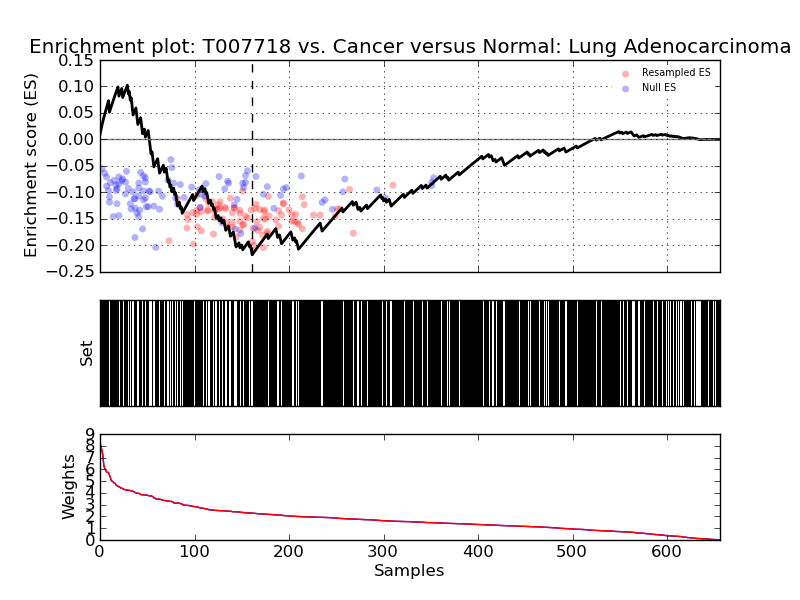 Enrichment plot: T007718 vs. Cancer versus Normal: Lung Adenocarcinoma
Enrichment score (ES)
0.15
0.10
0.05
0.00
−0.05
−0.10
−0.15
−0.20
−0.25
Resampled ES
Null ES
Set
Weights
9
8
7
6
5
4
3
2
1
0
0 100 200 300 400 500 600
Samples